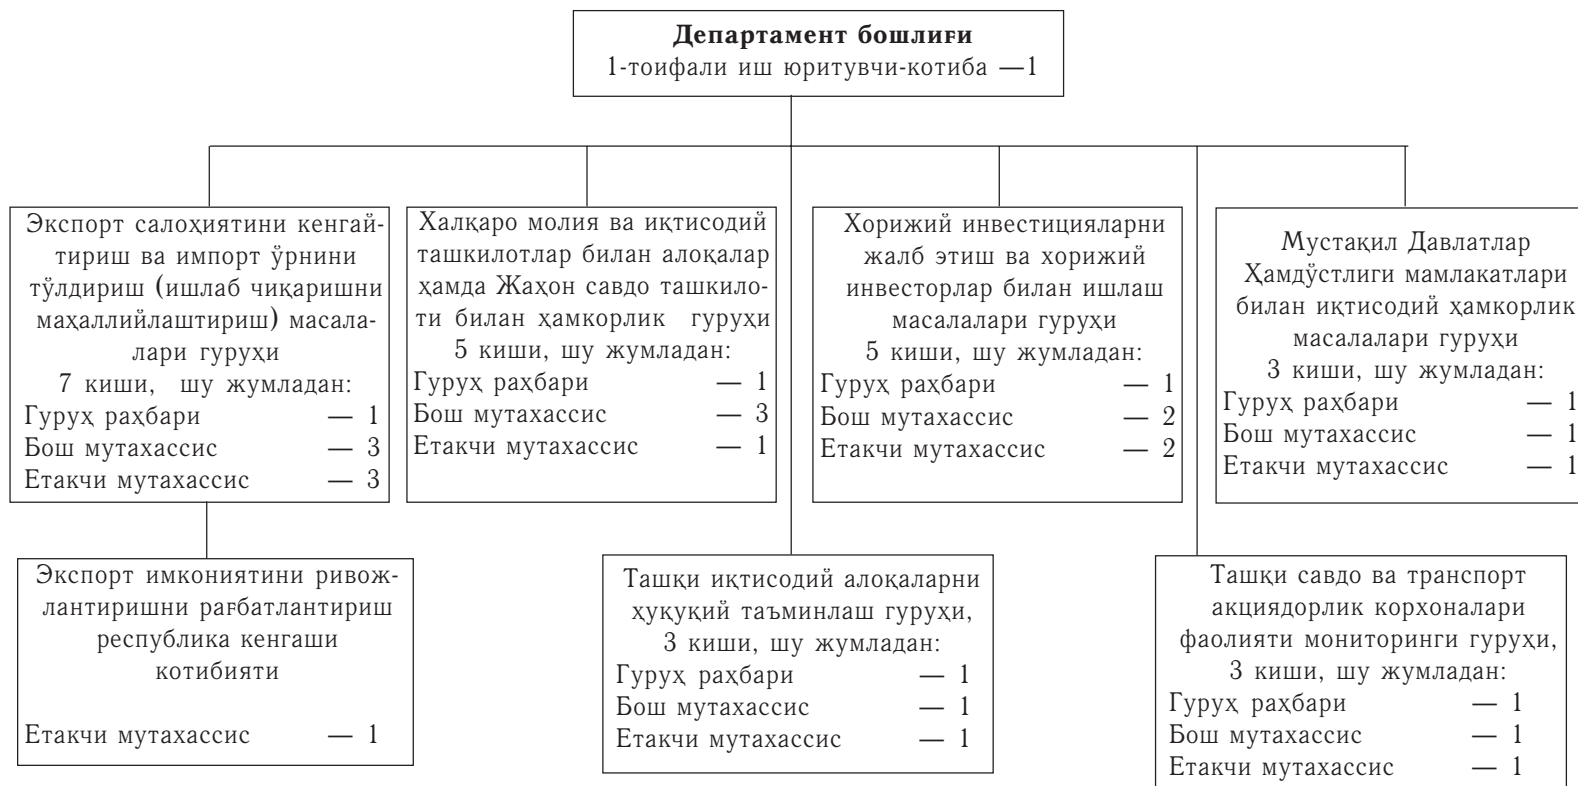 Департамент бошлиғи
1-тоифали иш юритувчи-котиба —1
Экспорт салоҳиятини кенгай-
тириш ва импорт ўрнини
тўлдириш (ишлаб чиқаришни
маҳаллийлаштириш) масала-
лари гуруҳи
7 киши, шу жумладан:
Гуруҳ раҳбари — 1
Бош мутахассис — 3
Етакчи мутахассис — 3
Халқаро молия ва иқтисодий
ташкилотлар билан алоқалар
ҳамда Жаҳон савдо ташкило-
ти билан ҳамкорлик гуруҳи
5 киши, шу жумладан:
Гуруҳ раҳбари — 1
Бош мутахассис — 3
Етакчи мутахассис — 1
Хорижий инвестицияларни
жалб этиш ва хорижий
инвесторлар билан ишлаш
масалалари гуруҳи
5 киши, шу жумладан:
Гуруҳ раҳбари — 1
Бош мутахассис — 2
Етакчи мутахассис — 2
Мустақил Давлатлар
Ҳамдўстлиги мамлакатлари
билан иқтисодий ҳамкорлик
масалалари гуруҳи
3 киши, шу жумладан:
Гуруҳ раҳбари — 1
Бош мутахассис — 1
Етакчи мутахассис — 1
Экспорт имкониятини ривож-
лантиришни рағбатлантириш
республика кенгаши
котибияти
Етакчи мутахассис — 1
Ташқи иқтисодий алоқаларни
ҳуқуқий таъминлаш гуруҳи,
3 киши, шу жумладан:
Гуруҳ раҳбари — 1
Бош мутахассис — 1
Етакчи мутахассис — 1
Ташқи савдо ва транспорт
акциядорлик корхоналари
фаолияти мониторинги гуруҳи,
3 киши, шу жумладан:
Гуруҳ раҳбари — 1
Бош мутахассис — 1
Етакчи мутахассис — 1